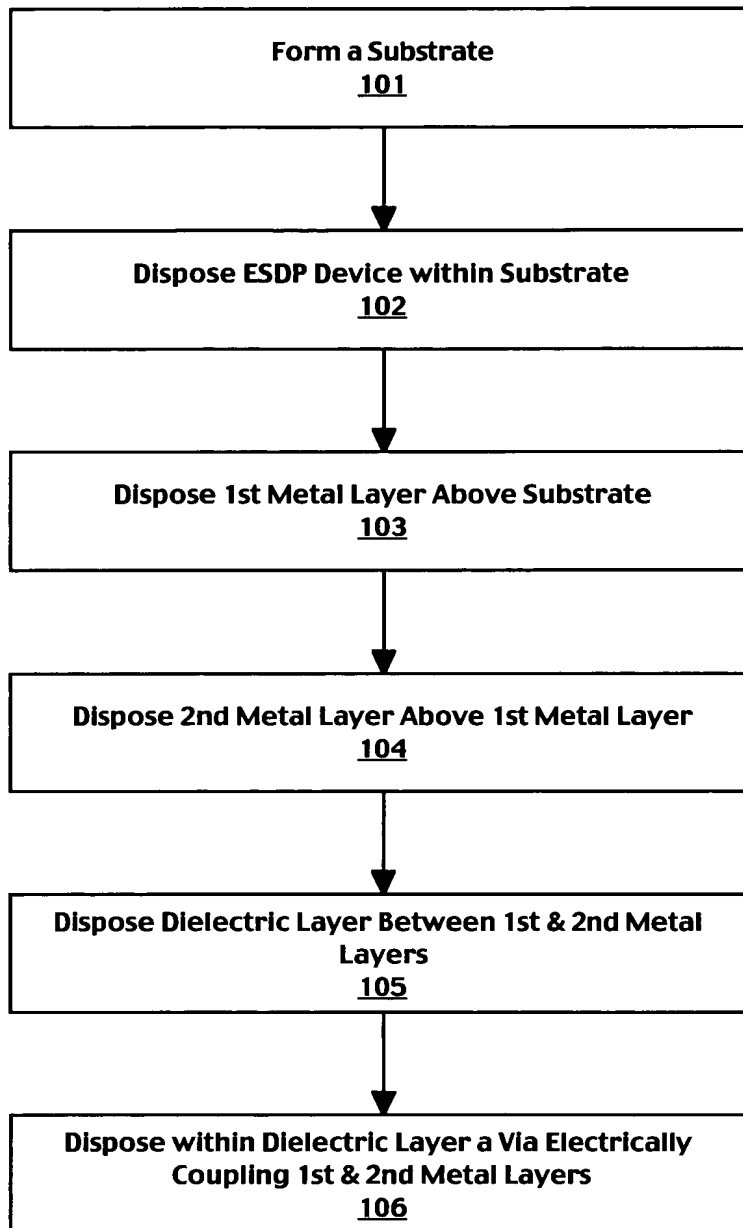 Form a Substrate
101
Dispose ESDP Device within Substrate
102
Dispose 1st Metal Layer Above Substrate
103
Dispose 2nd Metal Layer Above 1st Metal Layer
104
Dispose Dielectric Layer Between 1st & 2nd Metal
Layers
105
Dispose within Dielectric Layer a Via Electrically
Coupling 1st & 2nd Metal Layers
106